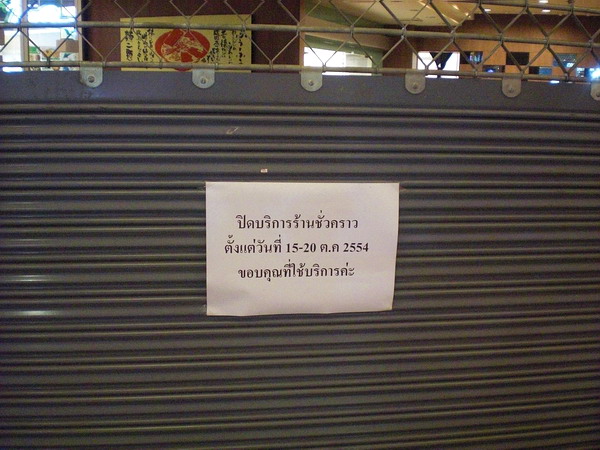 ปิดบริการร้านชั่วคราว
ตั้งแต่วันที่ 15-20 ต.ค 2554
ขอบคุณที่ใช้บริการค่ะ